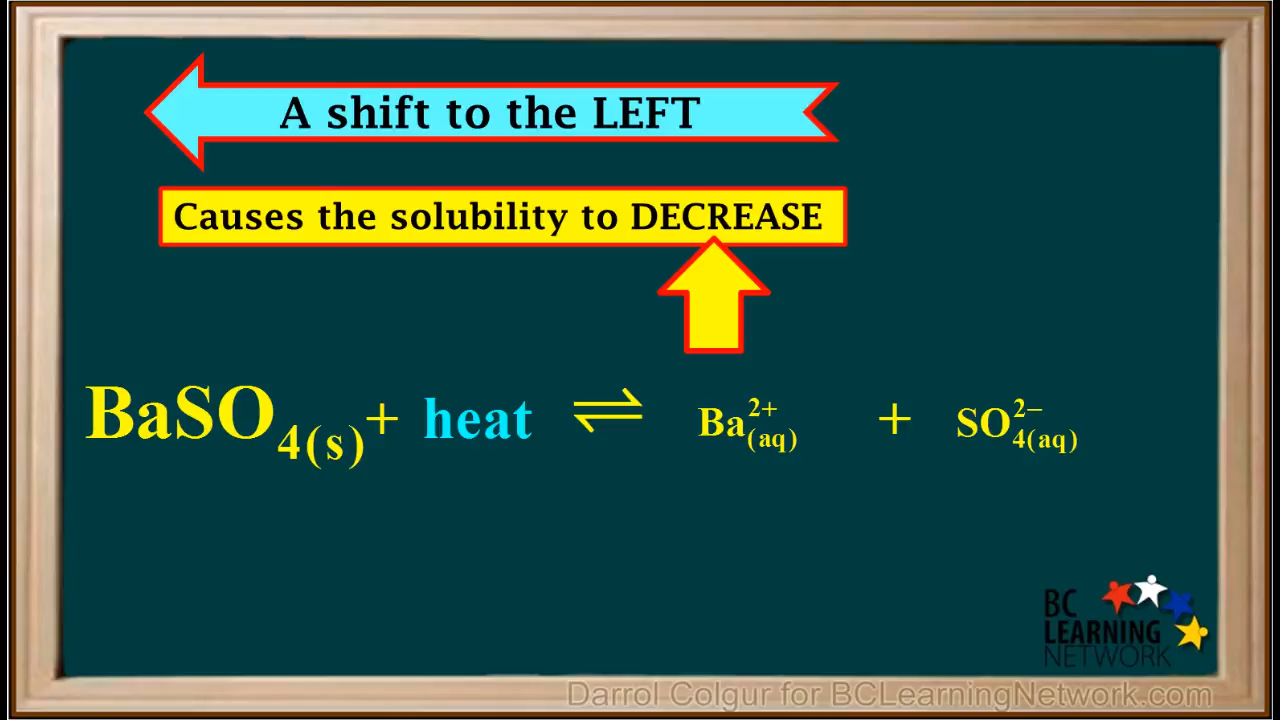 A shift to the LEFT
Causes the solubility to DECREASE
BaSO₄₍ₛ₎ + heat ⇌ Ba²⁺₍aq₎ + SO₄²⁻₍aq₎
BC
LEARNING
NETWORK
Darrol Colgur for BCLearningNetwork.com